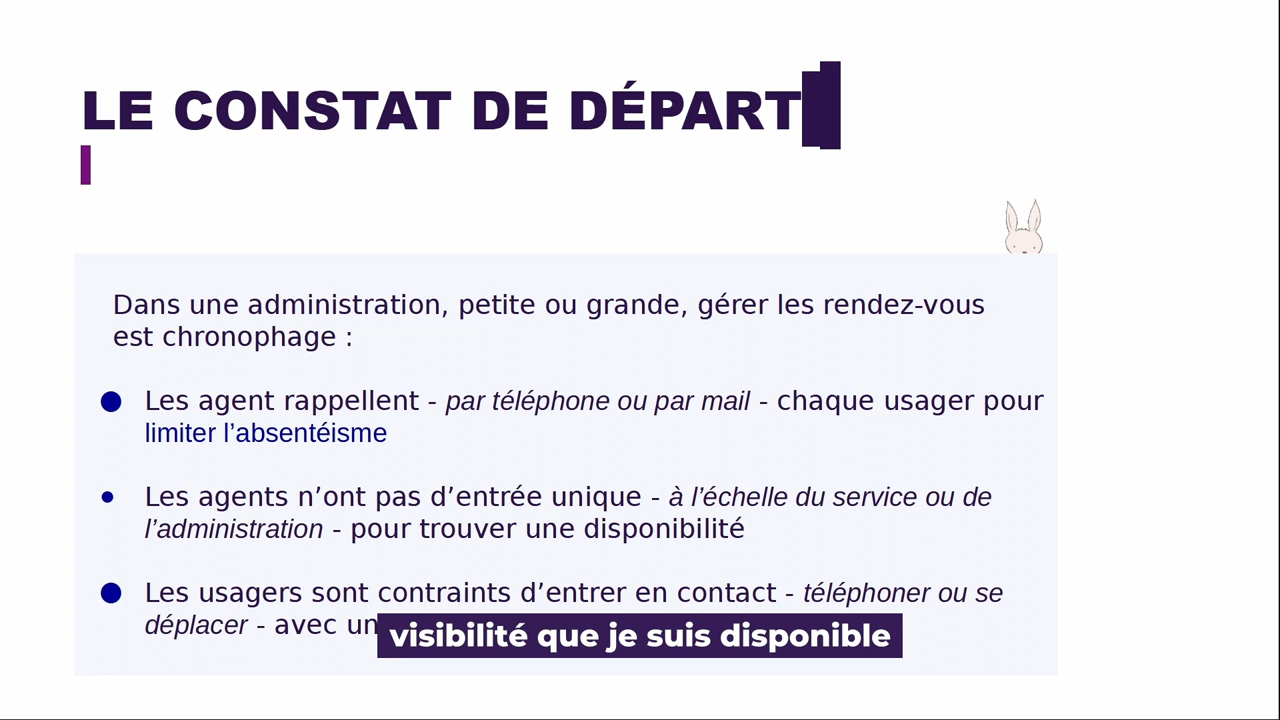 LE CONSTAT DE DÉPART
Dans une administration, petite ou grande, gérer les rendez-vous
est chronophage :
Les agent rappellent - par téléphone ou par mail - chaque usager pour
limiter l’absentéisme
Les agents n’ont pas d’entrée unique - à l’échelle du service ou de
l’administration - pour trouver une disponibilité
Les usagers sont contraints d’entrer en contact - téléphoner ou se
déplacer - avec un
visibilité que je suis disponible